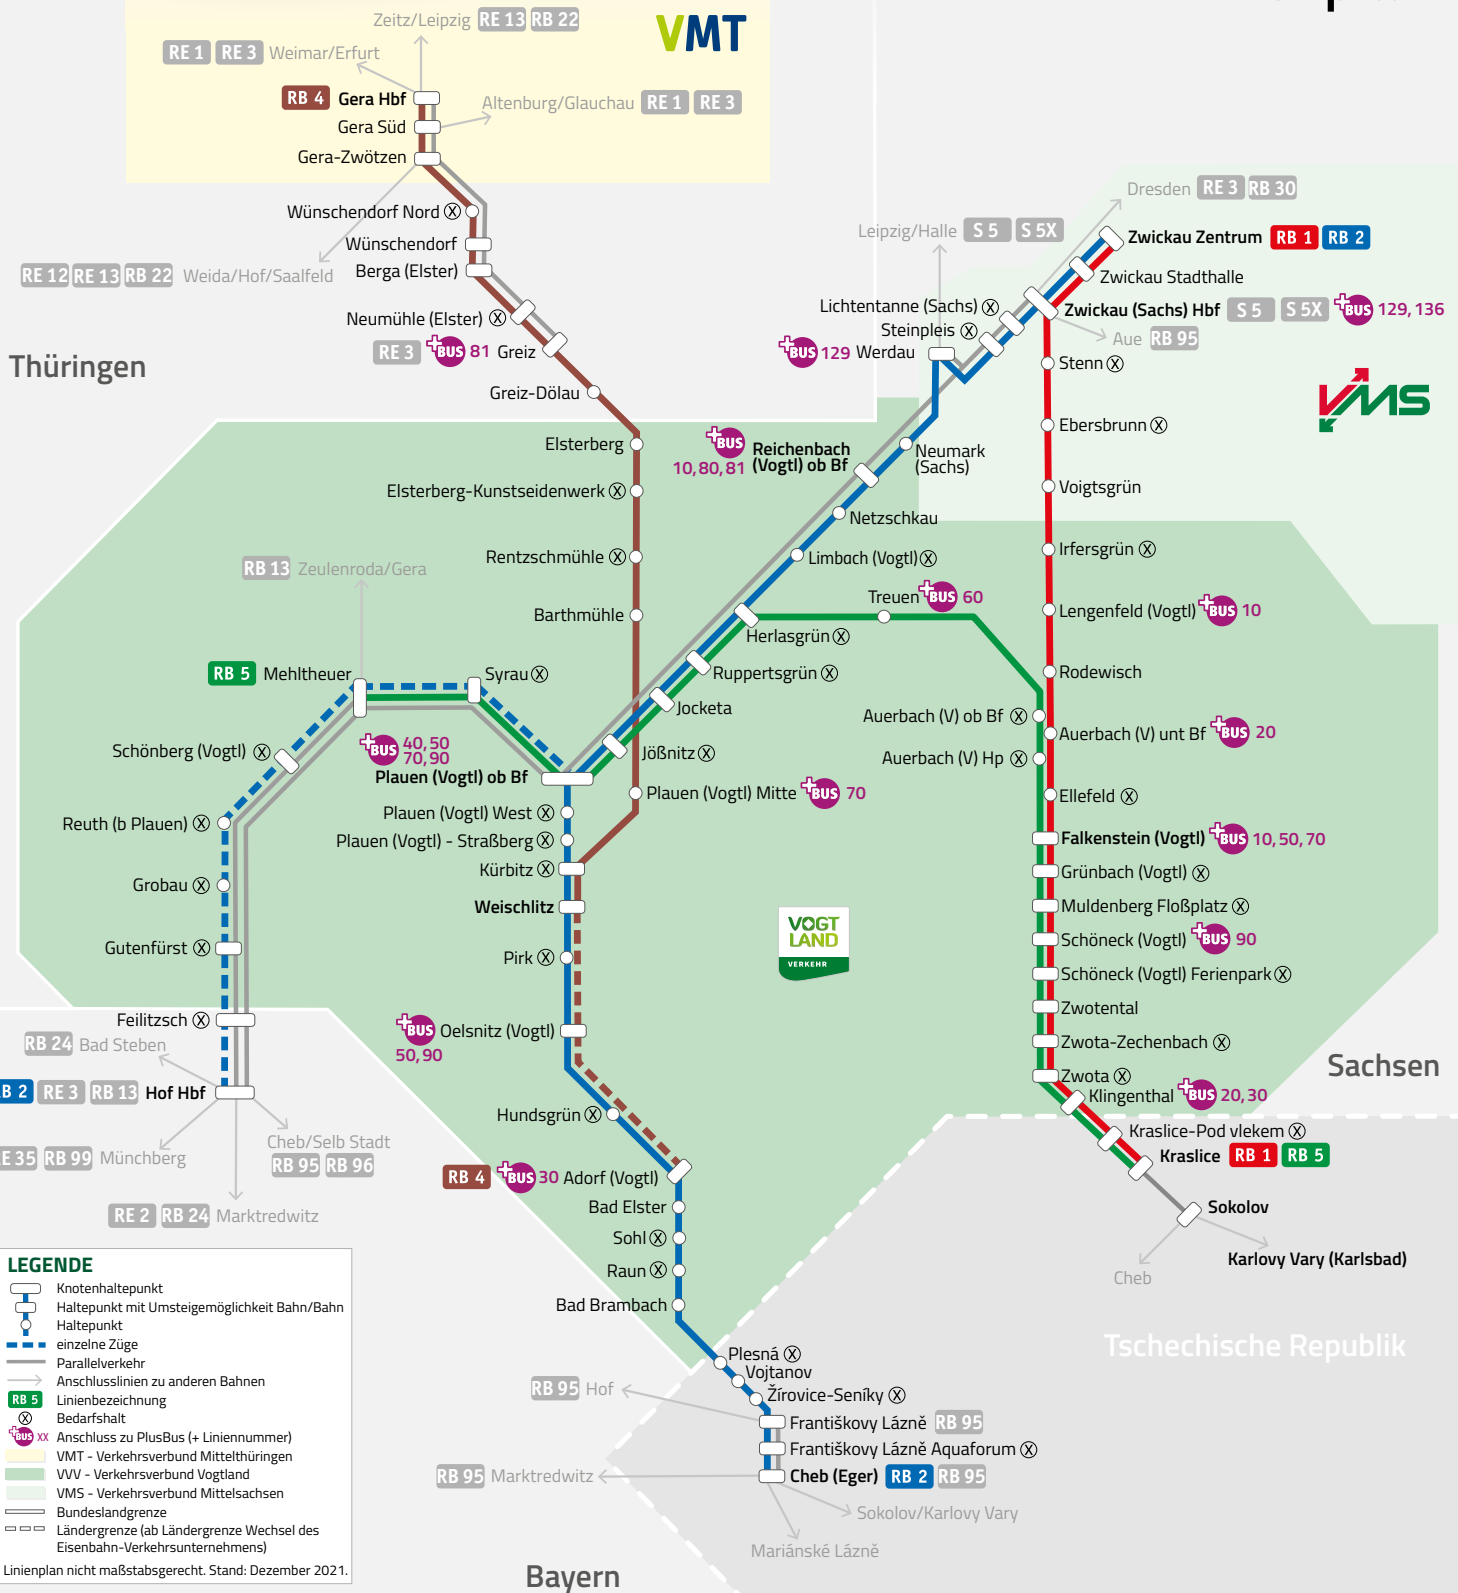 Zeitz/Leipzig RE 13 RB 22
VMT
RE 1 RE 3 Weimar/Erfurt
RB 4 Gera Hbf
Altenburg/Glauchau RE 1 RE 3
Gera Süd
Gera-Zwötzen
Dresden RE 3 RB 30
Wünschendorf Nord Ⓧ
Leipzig/Halle S 5 S 5X
Zwickau Zentrum RB 1 RB 2
Wünschendorf
Berga (Elster)
RE 12 RE 13 RB 22 Weida/Hof/Saalfeld
Zwickau Stadthalle
Lichtentanne (Sachs) Ⓧ
Zwickau (Sachs) Hbf S 5 S 5X +BUS 129, 136
Neumühle (Elster) Ⓧ
Steinpleis Ⓧ
Aue RB 95
RE 3 +BUS 81 Greiz
+BUS 129 Werdau
Thüringen
Stenn Ⓧ
Greiz-Dölau
VMS
Ebersbrunn Ⓧ
Elsterberg
+BUS
10, 80, 81
Reichenbach
(Vogtl) ob Bf
Neumark
(Sachs)
Elsterberg-Kunstseidenwerk Ⓧ
Voigtsgrün
Netzschkau
Rentzschmühle Ⓧ
Limbach (Vogtl) Ⓧ
Irfersgrün Ⓧ
RB 13 Zeulenroda/Gera
Treuen +BUS 60
Barthmühle
Lengenfeld (Vogtl) +BUS 10
Herlasgrün Ⓧ
RB 5 Mehltheuer
Syrau Ⓧ
Ruppertsgrün Ⓧ
Rodewisch
Jocketa
Auerbach (V) ob Bf Ⓧ
Auerbach (V) unt Bf +BUS 20
Schönberg (Vogtl) Ⓧ
+BUS 40, 50
70, 90
Jößnitz Ⓧ
Auerbach (V) Hp Ⓧ
Plauen (Vogtl) ob Bf
Plauen (Vogtl) Mitte +BUS 70
Ellefeld Ⓧ
Plauen (Vogtl) West Ⓧ
Reuth (b Plauen) Ⓧ
Plauen (Vogtl) - Straßberg Ⓧ
Falkenstein (Vogtl) +BUS 10, 50, 70
Kürbitz Ⓧ
Grünbach (Vogtl) Ⓧ
Grobau Ⓧ
Weischlitz
Muldenberg Floßplatz Ⓧ
VOGT
LAND
VERKEHR
Gutenfürst Ⓧ
Schöneck (Vogtl) +BUS 90
Pirk Ⓧ
Schöneck (Vogtl) Ferienpark Ⓧ
Zwotental
Feilitzsch Ⓧ
+BUS Oelsnitz (Vogtl)
50, 90
RB 24 Bad Steben
Zwota-Zechenbach Ⓧ
Sachsen
Zwota Ⓧ
B 2 RE 3 RB 13 Hof Hbf
Klingenthal +BUS 20, 30
Hundsgrün Ⓧ
Kraslice-Pod vlekem Ⓧ
Cheb/Selb Stadt
RB 95 RB 96
E 35 RB 99 Münchberg
Kraslice RB 1 RB 5
RB 4 +BUS 30 Adorf (Vogtl)
RE 2 RB 24 Marktredwitz
Bad Elster
Sokolov
Sohl Ⓧ
Karlovy Vary (Karlsbad)
Raun Ⓧ
Cheb
Bad Brambach
Tschechische Republik
Plesná Ⓧ
Vojtanov
RB 95 Hof
Žírovice-Seníky Ⓧ
Františkovy Lázně RB 95
Františkovy Lázně Aquaforum Ⓧ
RB 95 Marktredwitz
Cheb (Eger) RB 2 RB 95
Sokolov/Karlovy Vary
Mariánské Lázně
Bayern
LEGENDE
Knotenhaltepunkt
Haltepunkt mit Umsteigemöglichkeit Bahn/Bahn
Haltepunkt
einzelne Züge
Parallelverkehr
Anschlusslinien zu anderen Bahnen
RB 5 Linienbezeichnung
Ⓧ Bedarfshalt
+BUS XX Anschluss zu PlusBus (+ Liniennummer)
VMT - Verkehrsverbund Mittelthüringen
VVV - Verkehrsverbund Vogtland
VMS - Verkehrsverbund Mittelsachsen
Bundeslandgrenze
Ländergrenze (ab Ländergrenze Wechsel des
Eisenbahn-Verkehrsunternehmens)
Linienplan nicht maßstabsgerecht. Stand: Dezember 2021.